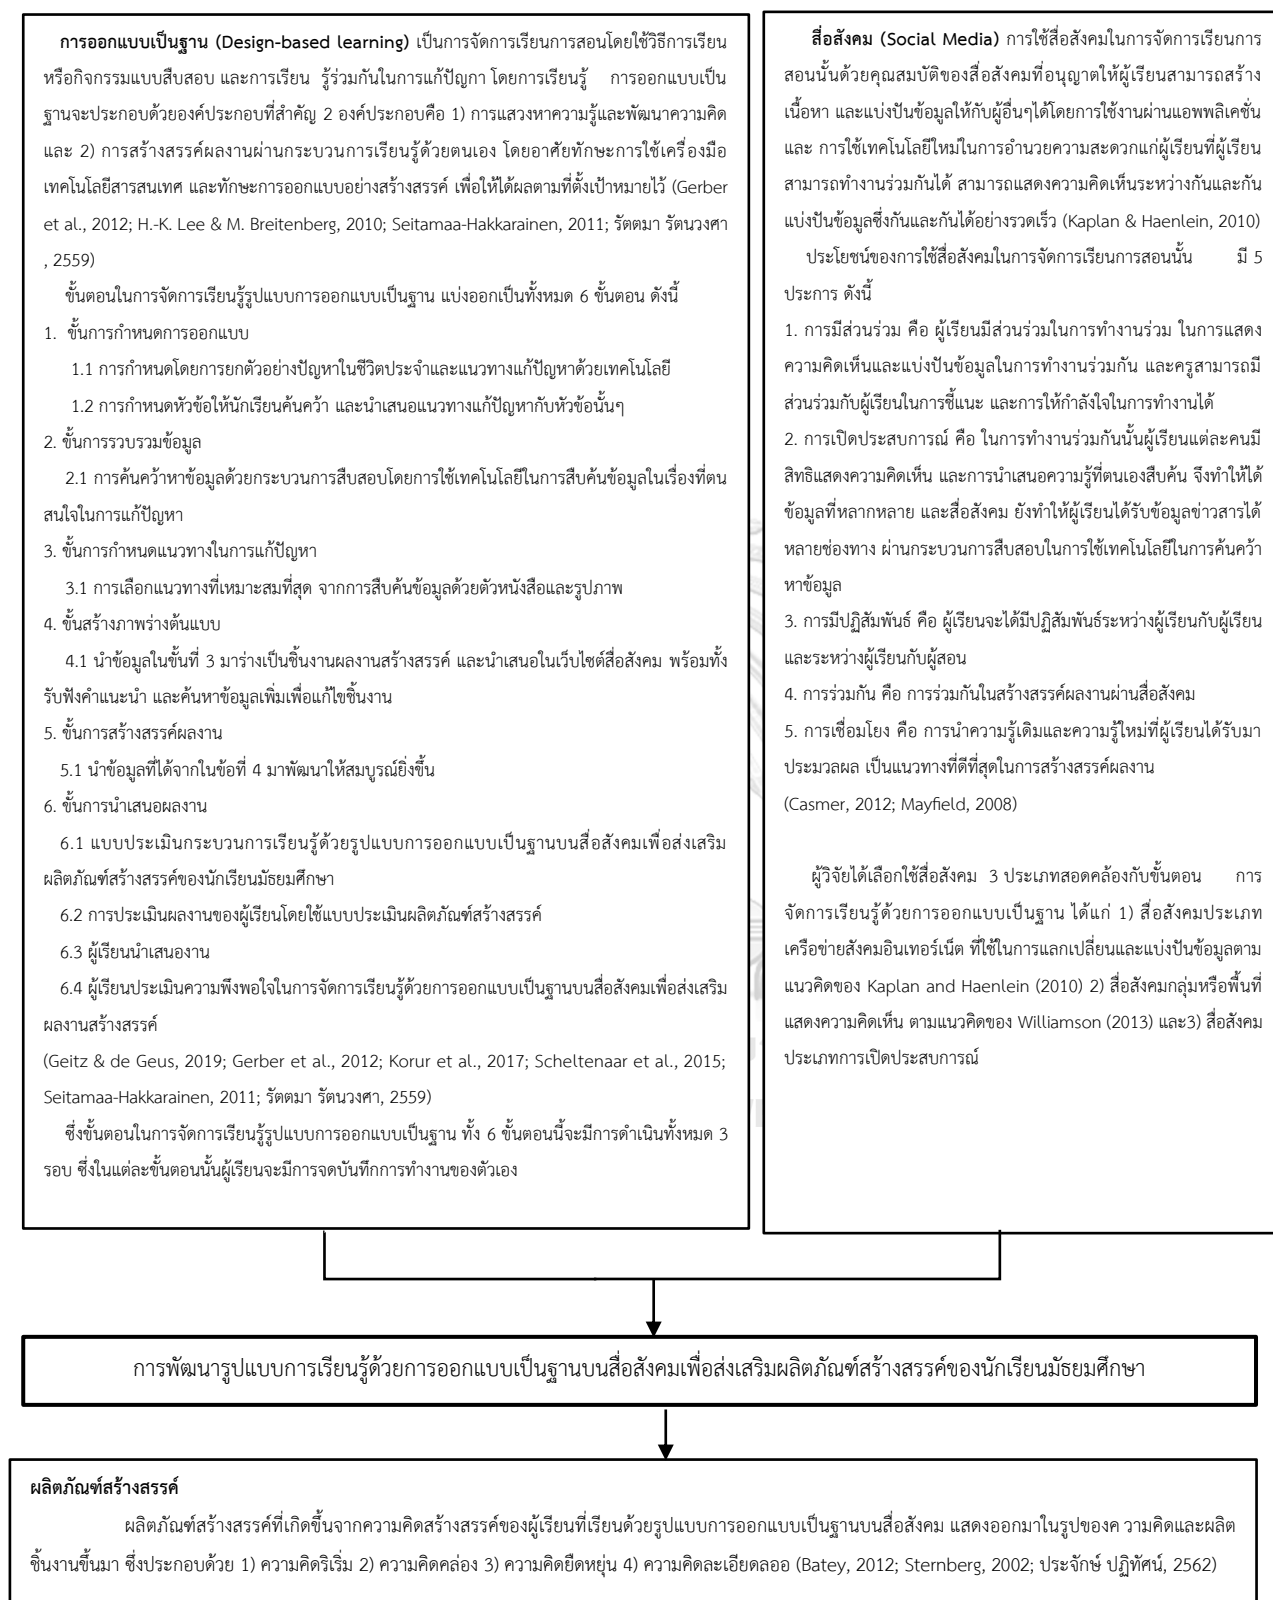 การออกแบบเป็นฐาน (Design-based learning) เป็นการจัดการเรียนการสอนโดยใช้วิธีการเรียน
หรือกิจกรรมแบบสืบสอบ และการเรียน รู้ร่วมกันในการแก้ปัญกา โดยการเรียนรู้ การออกแบบเป็น
ฐานจะประกอบด้วยองค์ประกอบที่สำคัญ 2 องค์ประกอบคือ 1) การแสวงหาความรู้และพัฒนาความคิด
และ 2) การสร้างสรรค์ผลงานผ่านกระบวนการเรียนรู้ด้วยตนเอง โดยอาศัยทักษะการใช้เครื่องมือ
เทคโนโลยีสารสนเทศ และทักษะการออกแบบอย่างสร้างสรรค์ เพื่อให้ได้ผลตามที่ตั้งเป้าหมายไว้ (Gerber
et al., 2012; H.-K. Lee & M. Breitenberg, 2010; Seitamaa-Hakkarainen, 2011; รัตตมา รัตนวงศา
, 2559)
ขั้นตอนในการจัดการเรียนรู้รูปแบบการออกแบบเป็นฐาน แบ่งออกเป็นทั้งหมด 6 ขั้นตอน ดังนี้
1. ขั้นการกำหนดการออกแบบ
1.1 การกำหนดโดยการยกตัวอย่างปัญหาในชีวิตประจำและแนวทางแก้ปัญหาด้วยเทคโนโลยี
1.2 การกำหนดหัวข้อให้นักเรียนค้นคว้า และนำเสนอแนวทางแก้ปัญหากับหัวข้อนั้นๆ
2. ขั้นการรวบรวมข้อมูล
2.1 การค้นคว้าหาข้อมูลด้วยกระบวนการสืบสอบโดยการใช้เทคโนโลยีในการสืบค้นข้อมูลในเรื่องที่ตน
สนใจในการแก้ปัญหา
3. ขั้นการกำหนดแนวทางในการแก้ปัญหา
3.1 การเลือกแนวทางที่เหมาะสมที่สุด จากการสืบค้นข้อมูลด้วยตัวหนังสือและรูปภาพ
4. ขั้นสร้างภาพร่างต้นแบบ
4.1 นำข้อมูลในขั้นที่ 3 มาร่างเป็นชิ้นงานผลงานสร้างสรรค์ และนำเสนอในเว็บไซต์สื่อสังคม พร้อมทั้ง
รับฟังคำแนะนำ และค้นหาข้อมูลเพิ่มเพื่อแก้ไขชิ้นงาน
5. ขั้นการสร้างสรรค์ผลงาน
5.1 นำข้อมูลที่ได้จากในข้อที่ 4 มาพัฒนาให้สมบูรณ์ยิ่งขึ้น
6. ขั้นการนำเสนอผลงาน
6.1 แบบประเมินกระบวนการเรียนรู้ด้วยรูปแบบการออกแบบเป็นฐานบนสื่อสังคมเพื่อส่งเสริม
ผลิตภัณฑ์สร้างสรรค์ของนักเรียนมัธยมศึกษา
6.2 การประเมินผลงานของผู้เรียนโดยใช้แบบประเมินผลิตภัณฑ์สร้างสรรค์
6.3 ผู้เรียนนำเสนองาน
6.4 ผู้เรียนประเมินความพึงพอใจในการจัดการเรียนรู้ด้วยการออกแบบเป็นฐานบนสื่อสังคมเพื่อส่งเสริม
ผลงานสร้างสรรค์
(Geitz & de Geus, 2019; Gerber et al., 2012; Korur et al., 2017; Scheltenaar et al., 2015;
Seitamaa-Hakkarainen, 2011; รัตตมา รัตนวงศา, 2559)
ซึ่งขั้นตอนในการจัดการเรียนรู้รูปแบบการออกแบบเป็นฐาน ทั้ง 6 ขั้นตอนนี้จะมีการดำเนินทั้งหมด 3
รอบ ซึ่งในแต่ละขั้นตอนนั้นผู้เรียนจะมีการจดบันทึกการทำงานของตัวเอง
สื่อสังคม (Social Media) การใช้สื่อสังคมในการจัดการเรียนการ
สอนนั้นด้วยคุณสมบัติของสื่อสังคมที่อนุญาตให้ผู้เรียนสามารถสร้าง
เนื้อหา และแบ่งปันข้อมูลให้กับผู้อื่นๆได้โดยการใช้งานผ่านแอพพลิเคชั่น
และ การใช้เทคโนโลยีใหม่ในการอำนวยความสะดวกแก่ผู้เรียนที่ผู้เรียน
สามารถทำงานร่วมกันได้ สามารถแสดงความคิดเห็นระหว่างกันและกัน
แบ่งปันข้อมูลซึ่งกันและกันได้อย่างรวดเร็ว (Kaplan & Haenlein, 2010)
ประโยชน์ของการใช้สื่อสังคมในการจัดการเรียนการสอนนั้น มี 5
ประการ ดังนี้
1. การมีส่วนร่วม คือ ผู้เรียนมีส่วนร่วมในการทำงานร่วม ในการแสดง
ความคิดเห็นและแบ่งปันข้อมูลในการทำงานร่วมกัน และครูสามารถมี
ส่วนร่วมกับผู้เรียนในการชี้แนะ และการให้กำลังใจในการทำงานได้
2. การเปิดประสบการณ์ คือ ในการทำงานร่วมกันนั้นผู้เรียนแต่ละคนมี
สิทธิแสดงความคิดเห็น และการนำเสนอความรู้ที่ตนเองสืบค้น จึงทำให้ได้
ข้อมูลที่หลากหลาย และสื่อสังคม ยังทำให้ผู้เรียนได้รับข้อมูลข่าวสารได้
หลายช่องทาง ผ่านกระบวนการสืบสอบในการใช้เทคโนโลยีในการค้นคว้า
หาข้อมูล
3. การมีปฏิสัมพันธ์ คือ ผู้เรียนจะได้มีปฏิสัมพันธ์ระหว่างผู้เรียนกับผู้เรียน
และระหว่างผู้เรียนกับผู้สอน
4. การร่วมกัน คือ การร่วมกันในสร้างสรรค์ผลงานผ่านสื่อสังคม
5. การเชื่อมโยง คือ การนำความรู้เดิมและความรู้ใหม่ที่ผู้เรียนได้รับมา
ประมวลผล เป็นแนวทางที่ดีที่สุดในการสร้างสรรค์ผลงาน
(Casmer, 2012; Mayfield, 2008)
ผู้วิจัยได้เลือกใช้สื่อสังคม 3 ประเภทสอดคล้องกับขั้นตอน การ
จัดการเรียนรู้ด้วยการออกแบบเป็นฐาน ได้แก่ 1) สื่อสังคมประเภท
เครือข่ายสังคมอินเทอร์เน็ต ที่ใช้ในการแลกเปลี่ยนและแบ่งปันข้อมูลตาม
แนวคิดของ Kaplan and Haenlein (2010) 2) สื่อสังคมกลุ่มหรือพื้นที่
แสดงความคิดเห็น ตามแนวคิดของ Williamson (2013) และ3) สื่อสังคม
ประเภทการเปิดประสบการณ์
การพัฒนารูปแบบการเรียนรู้ด้วยการออกแบบเป็นฐานบนสื่อสังคมเพื่อส่งเสริมผลิตภัณฑ์สร้างสรรค์ของนักเรียนมัธยมศึกษา
ผลิตภัณฑ์สร้างสรรค์
ผลิตภัณฑ์สร้างสรรค์ที่เกิดขึ้นจากความคิดสร้างสรรค์ของผู้เรียนที่เรียนด้วยรูปแบบการออกแบบเป็นฐานบนสื่อสังคม แสดงออกมาในรูปของค วามคิดและผลิต
ชิ้นงานขึ้นมา ซึ่งประกอบด้วย 1) ความคิดริเริ่ม 2) ความคิดคล่อง 3) ความคิดยืดหยุ่น 4) ความคิดละเอียดลออ (Batey, 2012; Sternberg, 2002; ประจักษ์ ปฏิทัศน์, 2562)